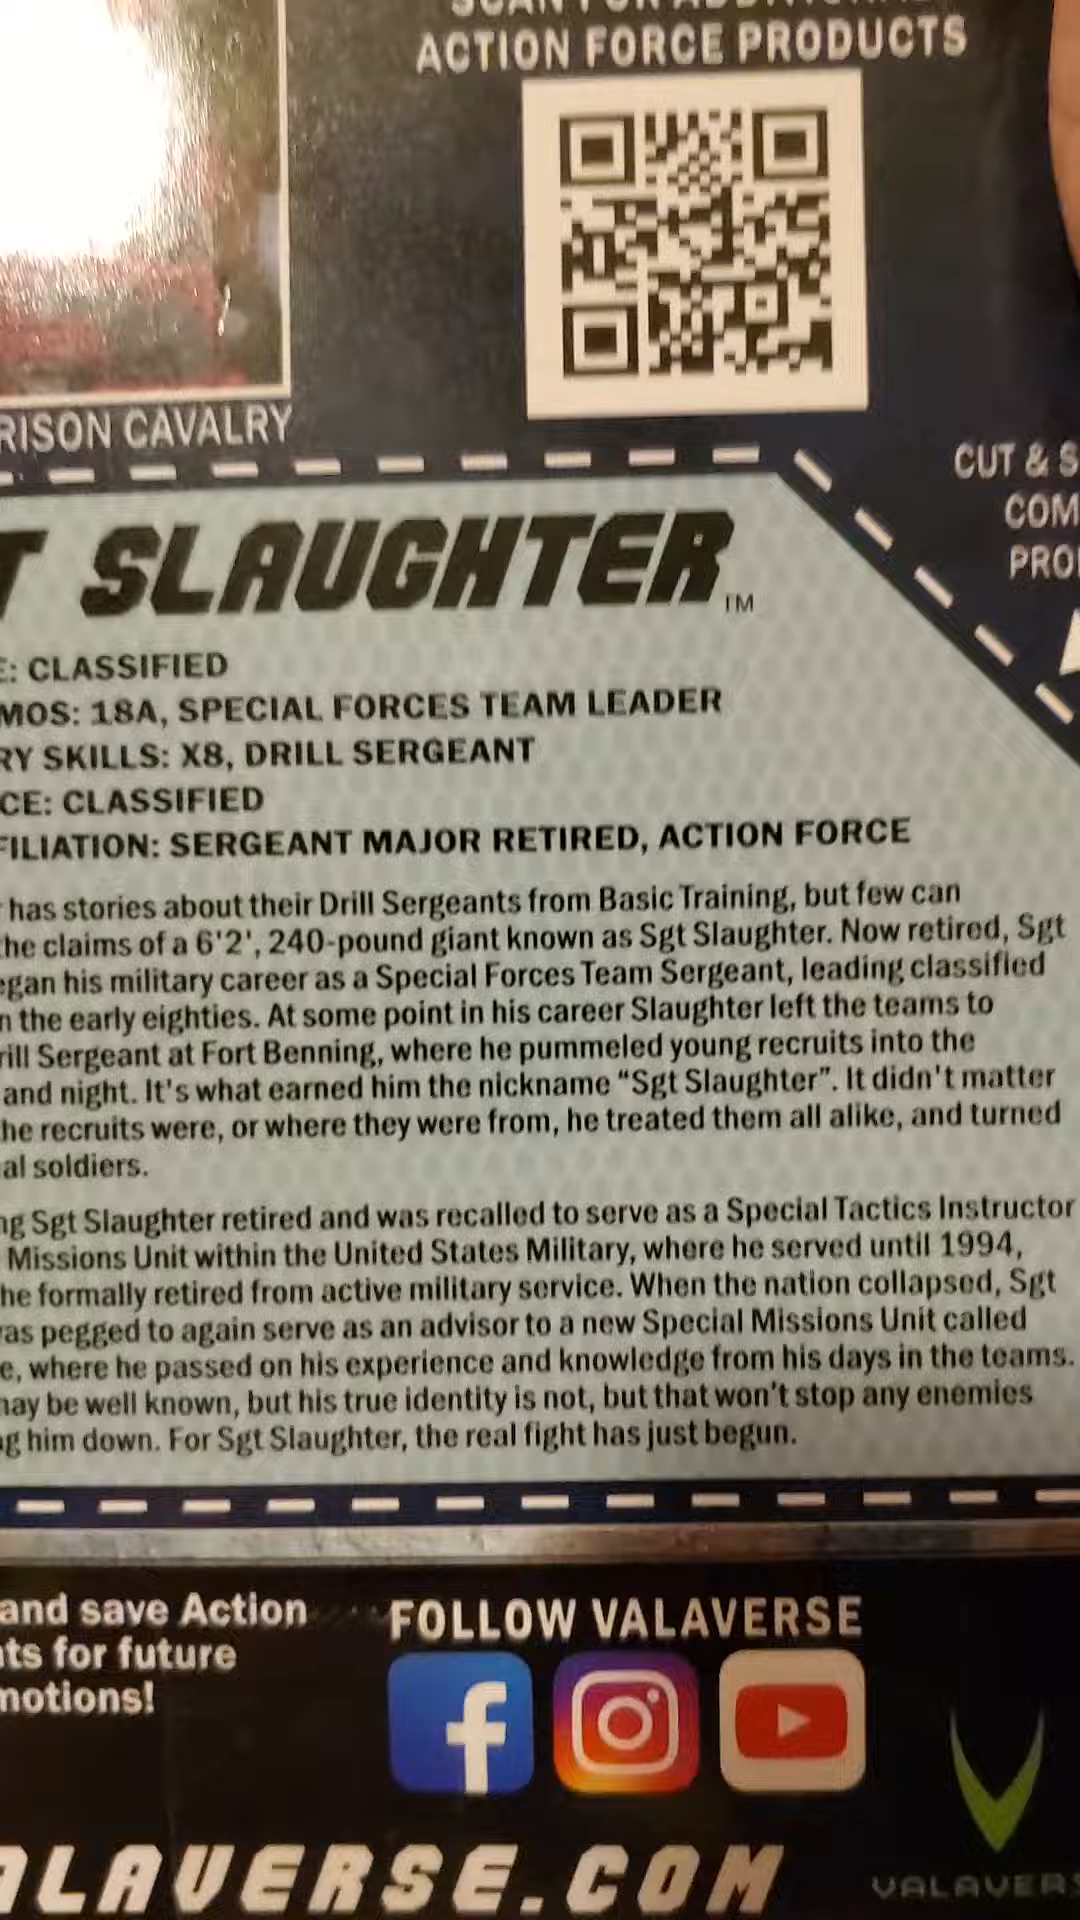 SCAN FOR ADDITIONAL
ACTION FORCE PRODUCTS
RISON CAVALRY
CUT & S
COM
PRO
T SLAUGHTER™
E: CLASSIFIED
MOS: 18A, SPECIAL FORCES TEAM LEADER
RY SKILLS: X8, DRILL SERGEANT
CE: CLASSIFIED
FILIATION: SERGEANT MAJOR RETIRED, ACTION FORCE
has stories about their Drill Sergeants from Basic Training, but few can
he claims of a 6'2', 240-pound giant known as Sgt Slaughter. Now retired, Sgt
egan his military career as a Special Forces Team Sergeant, leading classified
n the early eighties. At some point in his career Slaughter left the teams to
rill Sergeant at Fort Benning, where he pummeled young recruits into the
and night. It's what earned him the nickname “Sgt Slaughter”. It didn't matter
he recruits were, or where they were from, he treated them all alike, and turned
al soldiers.
ng Sgt Slaughter retired and was recalled to serve as a Special Tactics Instructor
Missions Unit within the United States Military, where he served until 1994,
he formally retired from active military service. When the nation collapsed, Sgt
as pegged to again serve as an advisor to a new Special Missions Unit called
e, where he passed on his experience and knowledge from his days in the teams.
may be well known, but his true identity is not, but that won't stop any enemies
g him down. For Sgt Slaughter, the real fight has just begun.
and save Action
nts for future
motions!
FOLLOW VALAVERSE
ALAVERSE.COM
VALAVERS